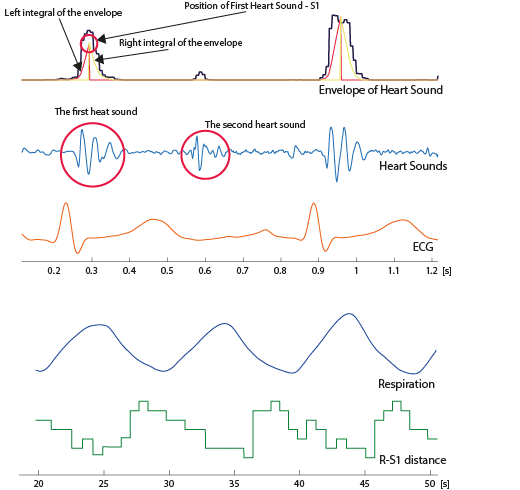 Position of First Heart Sound - S1
Left integral of the envelope
Right integral of the envelope
Envelope of Heart Sound
The first heat sound
The second heart sound
Heart Sounds
ECG
0.2 0.3 0.4 0.5 0.6 0.7 0.8 0.9 1 1.1 1.2 [s]
Respiration
R-S1 distance
20 25 30 35 40 45 50 [s]